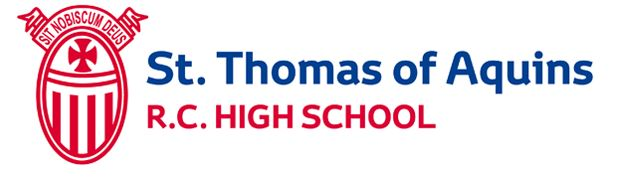 SIT NOBISCUM DEUS
St. Thomas of Aquins
R.C. HIGH SCHOOL